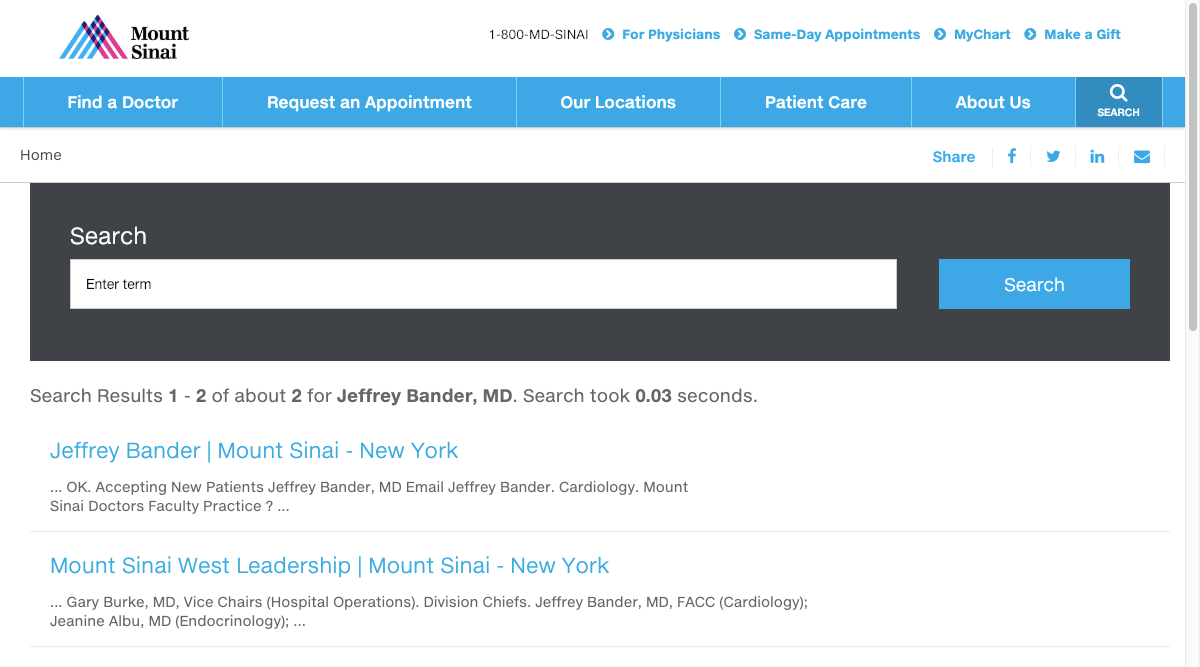 Mount
Sinai
1-800-MD-SINAI For Physicians Same-Day Appointments MyChart Make a Gift
Find a Doctor Request an Appointment Our Locations Patient Care About Us SEARCH
Home
Share
Search
Enter term
Search
Search Results 1 - 2 of about 2 for Jeffrey Bander, MD. Search took 0.03 seconds.
Jeffrey Bander | Mount Sinai - New York
... OK. Accepting New Patients Jeffrey Bander, MD Email Jeffrey Bander. Cardiology. Mount
Sinai Doctors Faculty Practice ? ...
Mount Sinai West Leadership | Mount Sinai - New York
... Gary Burke, MD, Vice Chairs (Hospital Operations). Division Chiefs. Jeffrey Bander, MD, FACC (Cardiology);
Jeanine Albu, MD (Endocrinology); ...